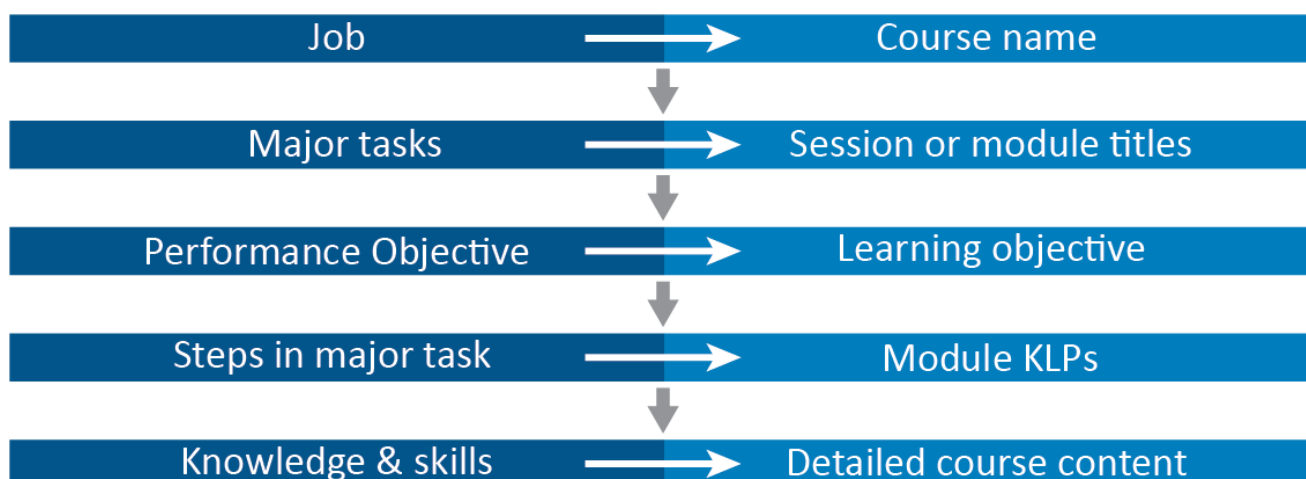 Job
Course name
Major tasks
Session or module titles
Performance Objective
Learning objective
Steps in major task
Module KLPs
Knowledge & skills
Detailed course content